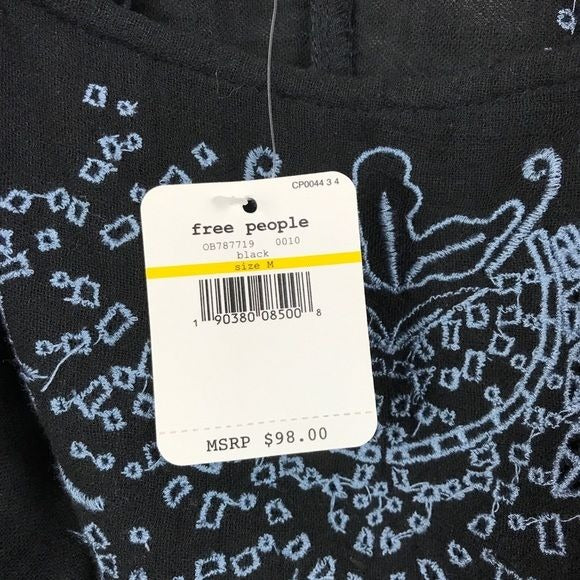 CP0044 3 4
free people
OB787719 0010
black
size M
1 90380 08500 8
MSRP $98.00